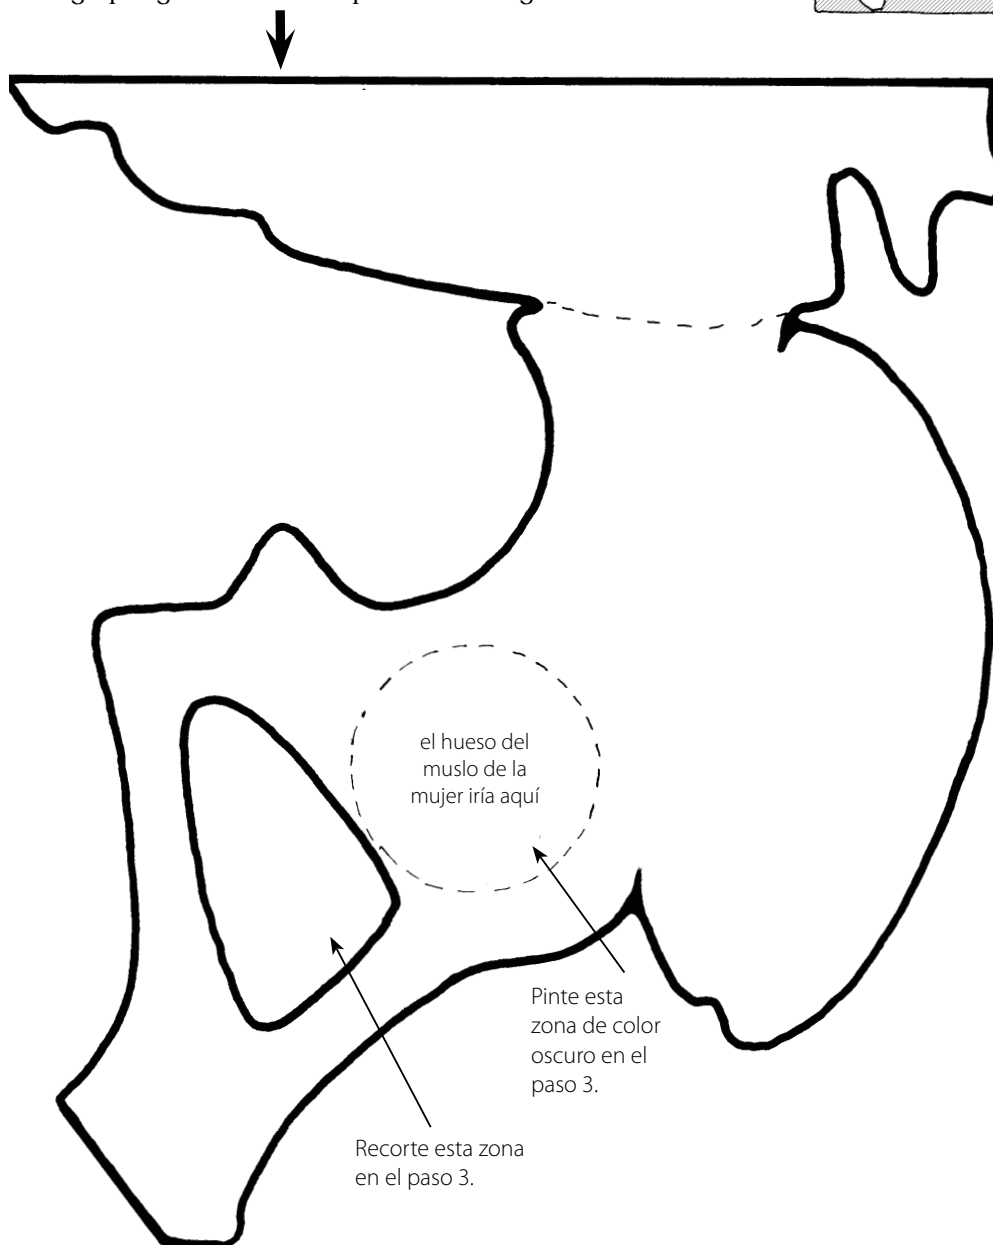 el hueso del
muslo de la
mujer iría aquí
Pinte esta
zona de color
oscuro en el
paso 3.
Recorte esta zona
en el paso 3.